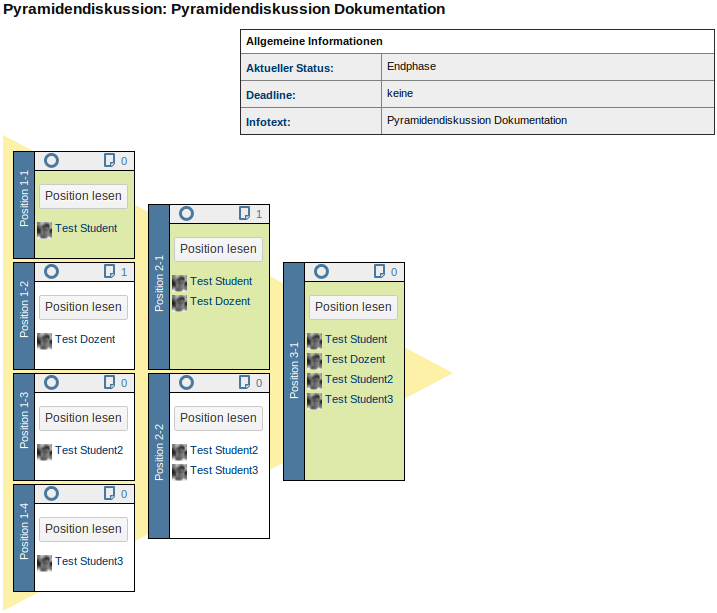 Pyramidendiskussion: Pyramidendiskussion Dokumentation
Allgemeine Informationen
Aktueller Status: Endphase
Deadline: keine
Infotext: Pyramidendiskussion Dokumentation
Position 1-1
0
Position lesen
Test Student
Position 1-2
1
Position lesen
Test Dozent
Position 1-3
0
Position lesen
Test Student2
Position 1-4
0
Position lesen
Test Student3
Position 2-1
1
Position lesen
Test Student
Test Dozent
Position 2-2
0
Position lesen
Test Student2
Test Student3
Position 3-1
0
Position lesen
Test Student
Test Dozent
Test Student2
Test Student3